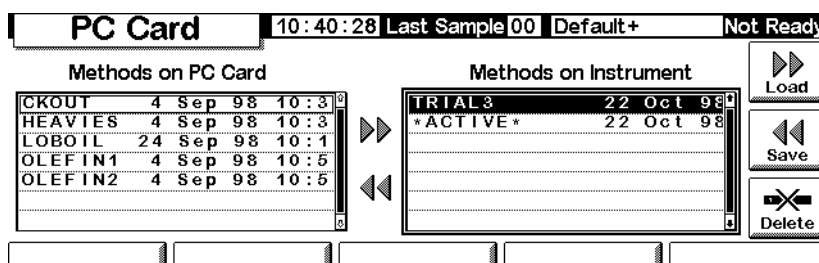 PC Card 10:40:28 Last Sample 00 Default+ Not Ready
Methods on PC Card
CKOUT 4 Sep 98 10:3
HEAVIES 4 Sep 98 10:3
LOBOIL 24 Sep 98 10:1
OLEFIN1 4 Sep 98 10:5
OLEFIN2 4 Sep 98 10:5
Methods on Instrument
TRIAL3 22 Oct 98
*ACTIVE* 22 Oct 98
Load
Save
Delete